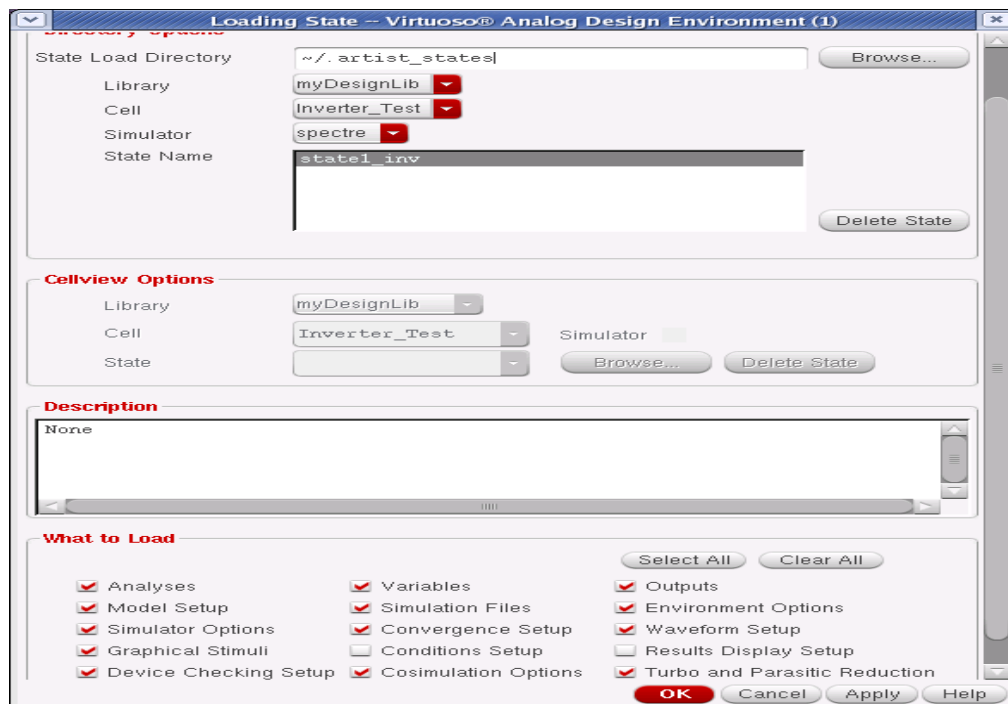 Loading State -- Virtuoso® Analog Design Environment (1)
Directory Options
State Load Directory ~/.artist_states Browse...
Library myDesignLib
Cell Inverter_Test
Simulator spectre
State Name state1_inv
Delete State
Cellview Options
Library myDesignLib
Cell Inverter_Test Simulator
State Browse... Delete State
Description
None
What to Load
Select All Clear All
Analyses Variables Outputs
Model Setup Simulation Files Environment Options
Simulator Options Convergence Setup Waveform Setup
Graphical Stimuli Conditions Setup Results Display Setup
Device Checking Setup Cosimulation Options Turbo and Parasitic Reduction
OK Cancel Apply Help